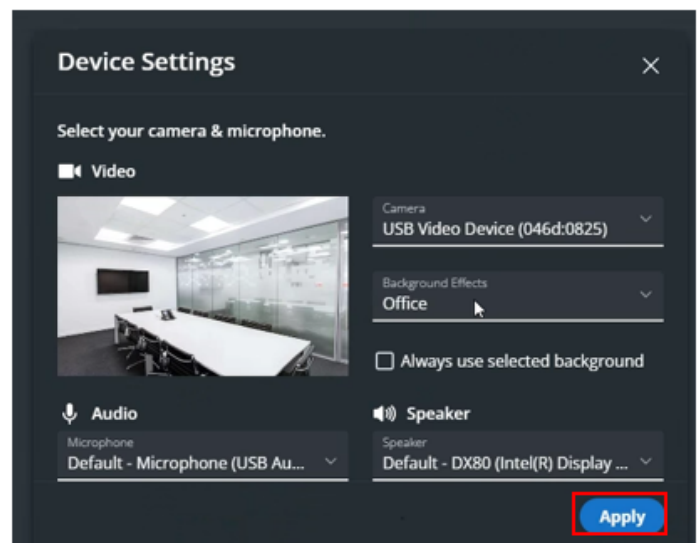 Device Settings
Select your camera & microphone.
Video
Camera
USB Video Device (046d:0825)
Background Effects
Office
Always use selected background
Audio
Microphone
Default - Microphone (USB Au...
Speaker
Speaker
Default - DX80 (Intel(R) Display ...
Apply